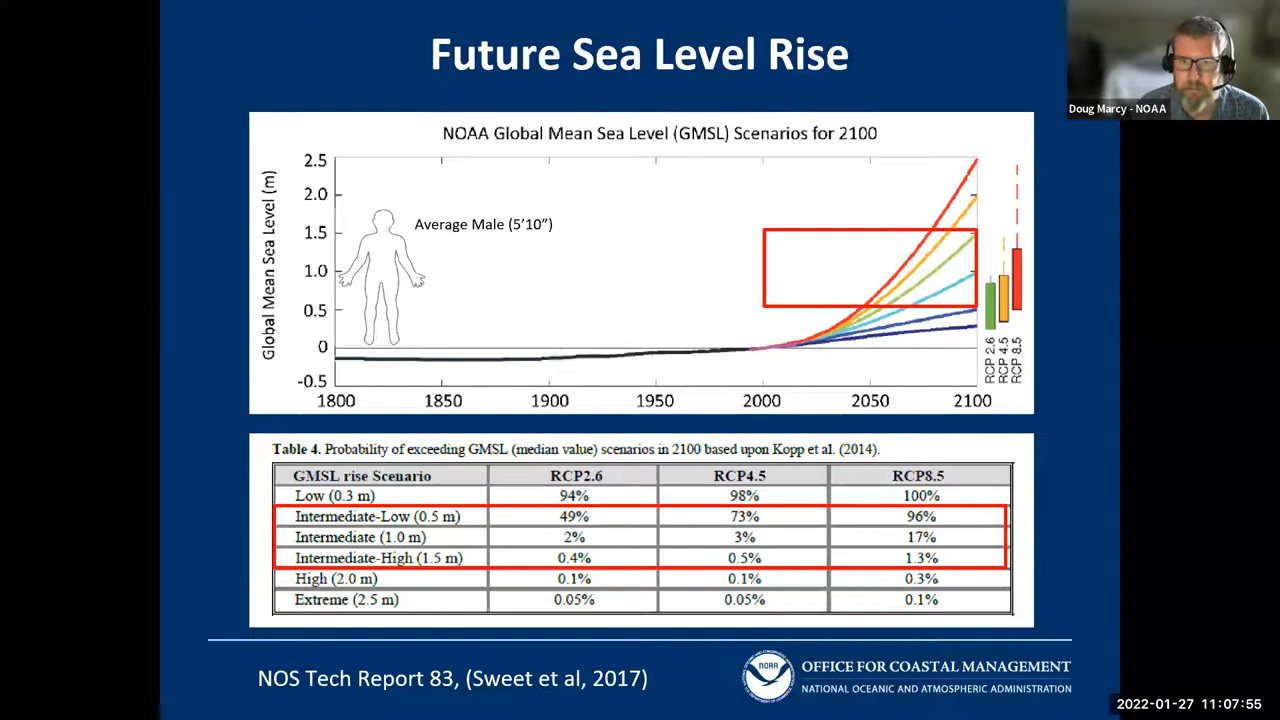 Future Sea Level Rise
Doug Marcy - NOAA
NOAA Global Mean Sea Level (GMSL) Scenarios for 2100
Global Mean Sea Level (m)
2.5
2.0
1.5
1.0
0.5
0
-0.5
Average Male (5’10”)
1800 1850 1900 1950 2000 2050 2100
RCP 2.6
RCP 4.5
RCP 8.5
Table 4. Probability of exceeding GMSL (median value) scenarios in 2100 based upon Kopp et al. (2014).
GMSL rise Scenario RCP2.6 RCP4.5 RCP8.5
Low (0.3 m) 94% 98% 100%
Intermediate-Low (0.5 m) 49% 73% 96%
Intermediate (1.0 m) 2% 3% 17%
Intermediate-High (1.5 m) 0.4% 0.5% 1.3%
High (2.0 m) 0.1% 0.1% 0.3%
Extreme (2.5 m) 0.05% 0.05% 0.1%
NOS Tech Report 83, (Sweet et al, 2017)
NOAA
OFFICE FOR COASTAL MANAGEMENT
NATIONAL OCEANIC AND ATMOSPHERIC ADMINISTRATION
2022-01-27 11:07:55